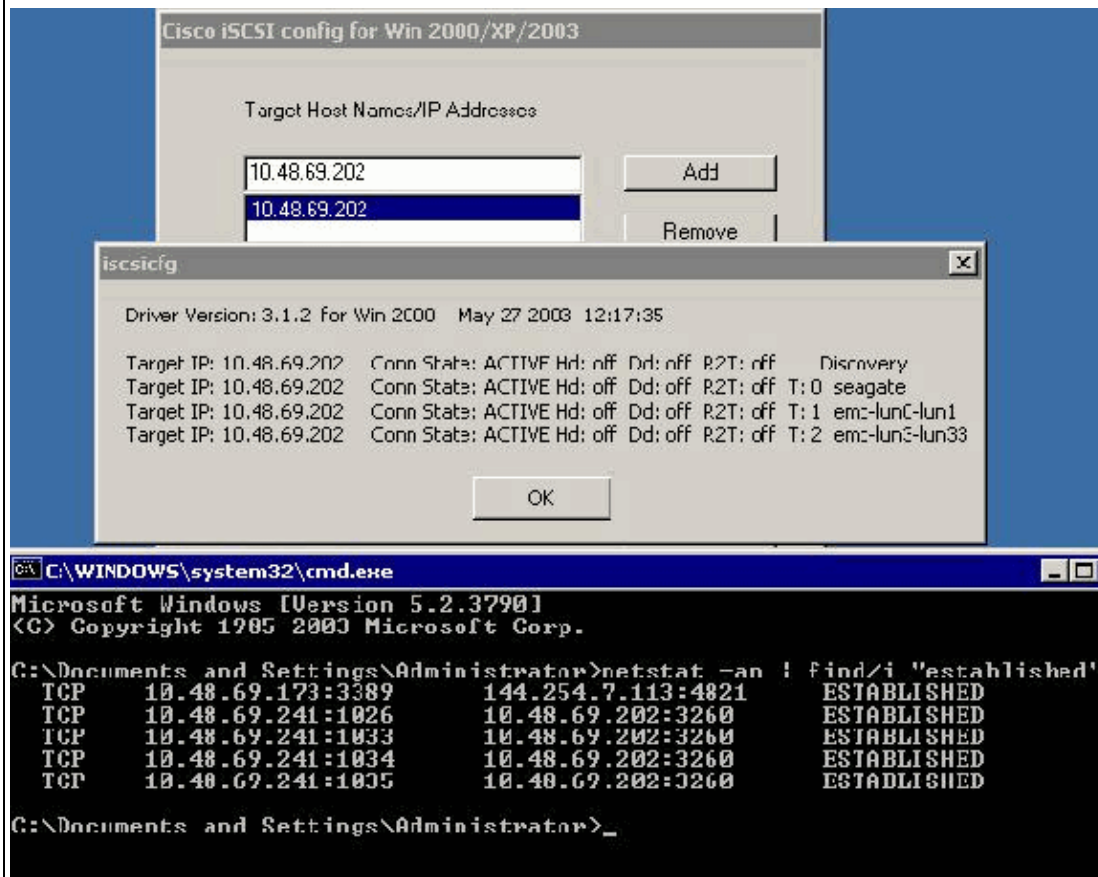 Cisco iSCSI config for Win 2000/XP/2003
Target Host Names/IP Addresses
10.48.69.202
Add
10.48.69.202
Remove
iscsicfg
Driver Version: 3.1.2 for Win 2000 May 27 2003 12:17:35
Target IP: 10.48.69.202 Conn State: ACTIVE Hd: off Dd: off R2T: off Discovery
Target IP: 10.48.69.202 Conn State: ACTIVE Hd: off Dd: off R2T: off T: 0 seagate
Target IP: 10.48.69.202 Conn State: ACTIVE Hd: off Dd: off R2T: off T: 1 emc-lun0-lun1
Target IP: 10.48.69.202 Conn State: ACTIVE Hd: off Dd: off R2T: off T: 2 emc-lun3-lun33
OK
C:\WINDOWS\system32\cmd.exe
Microsoft Windows [Version 5.2.3790]
(C) Copyright 1985 2003 Microsoft Corp.
C:\Documents and Settings\Administrator>netstat -an | find/i "established"
TCP 10.48.69.173:3389 144.254.7.113:4821 ESTABLISHED
TCP 10.48.69.241:1026 10.48.69.202:3260 ESTABLISHED
TCP 10.48.69.241:1033 10.48.69.202:3260 ESTABLISHED
TCP 10.48.69.241:1034 10.48.69.202:3260 ESTABLISHED
TCP 10.48.69.241:1035 10.48.69.202:3260 ESTABLISHED
C:\Documents and Settings\Administrator>_